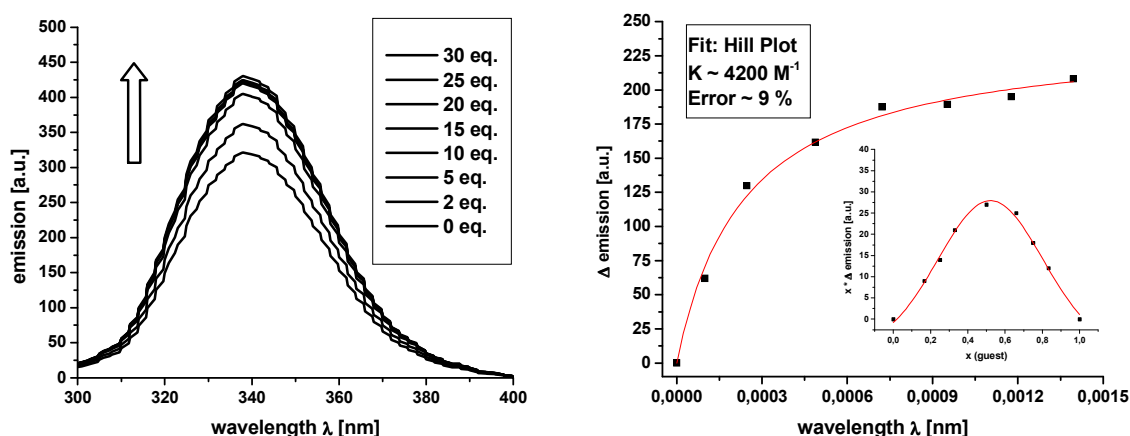 500
450
400
350
300
250
200
150
100
50
0
emission [a.u.]
30 eq.
25 eq.
20 eq.
15 eq.
10 eq.
5 eq.
2 eq.
0 eq.
300 320 340 360 380 400
wavelength λ [nm]
250
225
200
175
150
125
100
75
50
25
0
Δ emission [a.u.]
Fit: Hill Plot
K ~ 4200 M⁻¹
Error ~ 9 %
40
35
30
25
20
15
10
5
0
x * Δ emission [a.u.]
0,0 0,2 0,4 0,6 0,8 1,0
x (guest)
0,0000 0,0003 0,0006 0,0009 0,0012 0,0015
wavelength λ [nm]